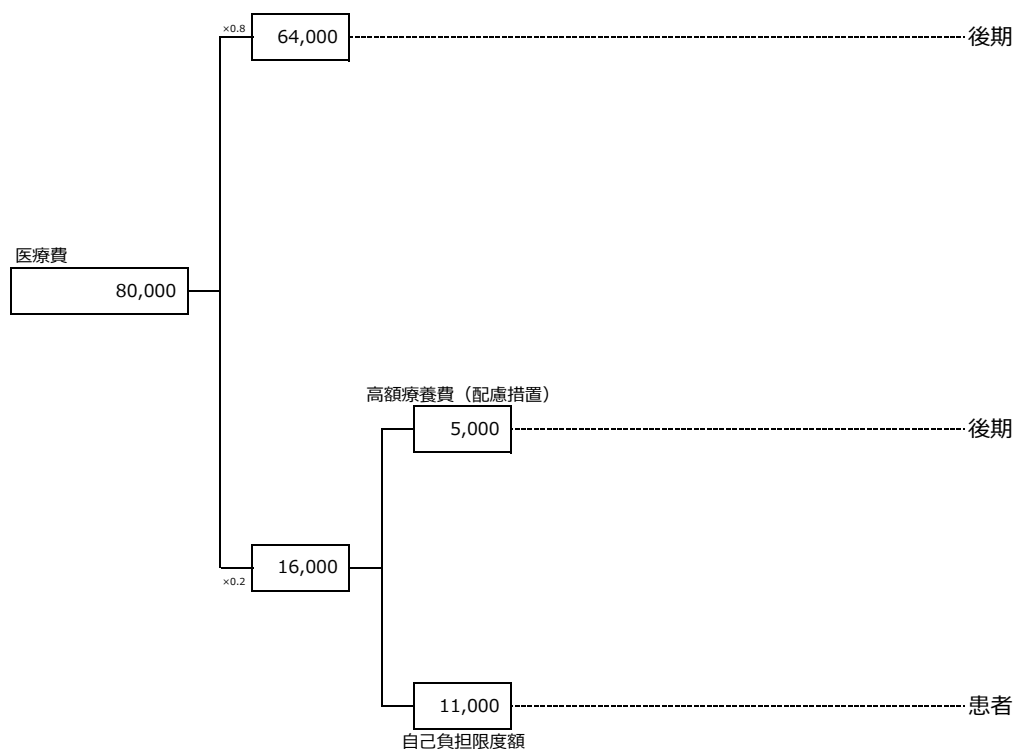 ×0.8
64,000
後期
医療費
80,000
高額療養費（配慮措置）
5,000
後期
16,000
×0.2
11,000
患者
自己負担限度額